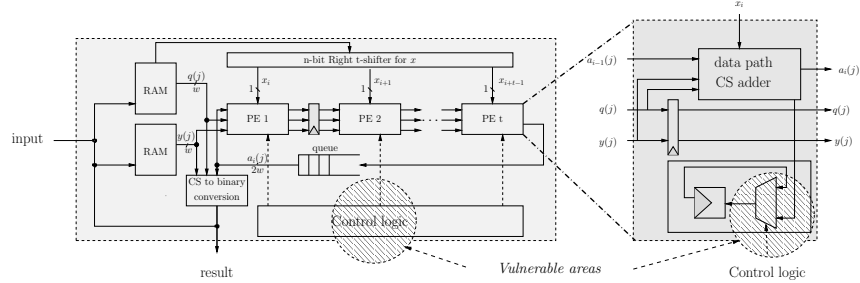 x_i
n-bit Right t-shifter for x
data path
CS adder
a_{i-1}(j)
a_i(j)
RAM
q(j)
w
1
x_i
1
x_{i+1}
1
x_{i+t-1}
PE 1
PE 2
. . .
PE t
q(j)
q(j)
input
RAM
y(j)
w
y(j)
y(j)
queue
a_i(j)
2w
CS to binary
conversion
Control logic
result
Vulnerable areas
Control logic